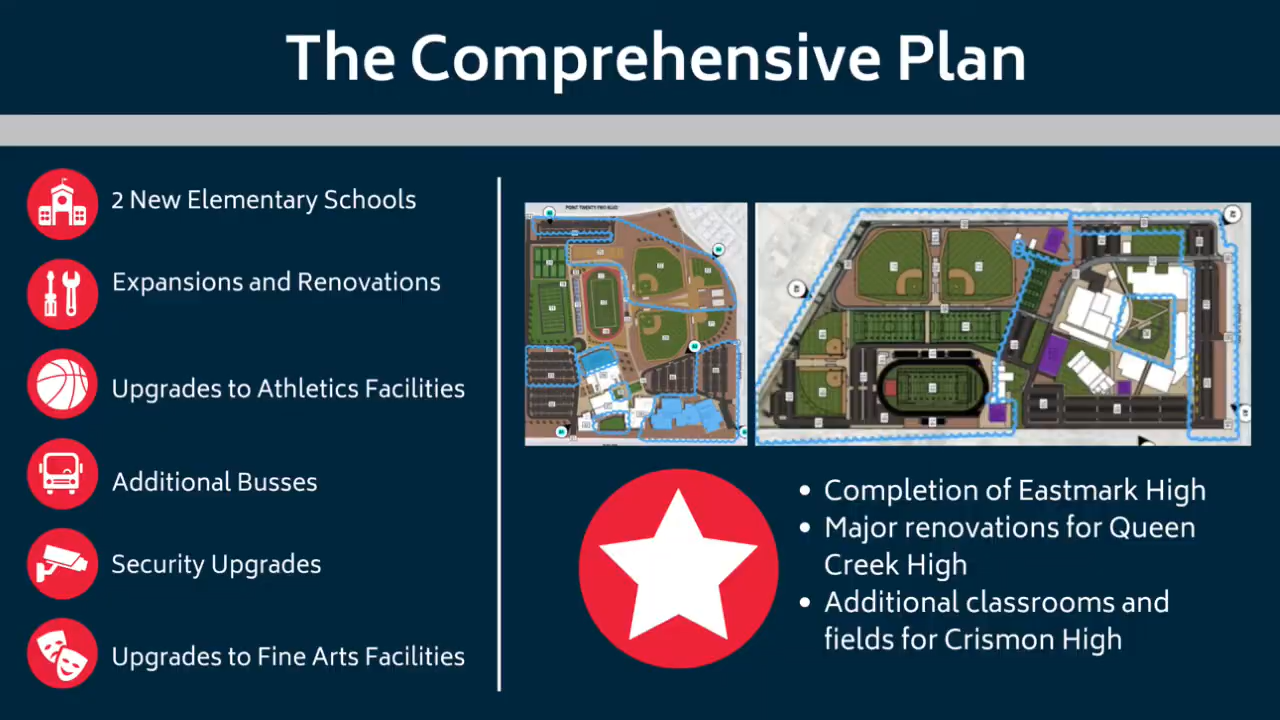 The Comprehensive Plan
2 New Elementary Schools
Expansions and Renovations
Upgrades to Athletics Facilities
Additional Busses
Security Upgrades
Upgrades to Fine Arts Facilities
• Completion of Eastmark High
• Major renovations for Queen
Creek High
• Additional classrooms and
fields for Crismon High